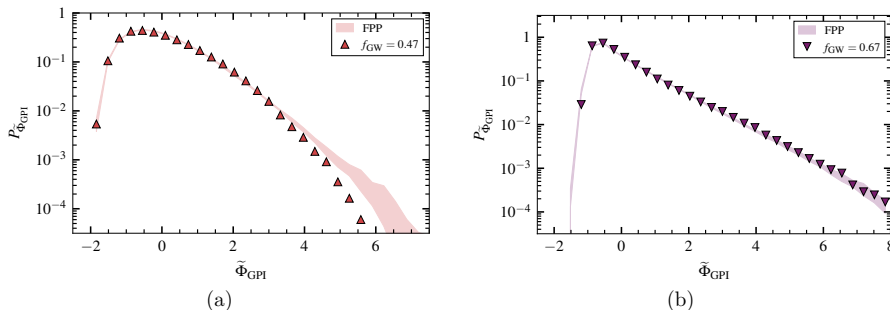 1
10⁻¹
10⁻²
10⁻³
10⁻⁴
P_Φ̃GPI
FPP
f_GW = 0.47
−2 0 2 4 6
Φ̃_GPI
(a)
1
10⁻¹
10⁻²
10⁻³
10⁻⁴
P_Φ̃GPI
FPP
f_GW = 0.67
−2 0 2 4 6 8
Φ̃_GPI
(b)